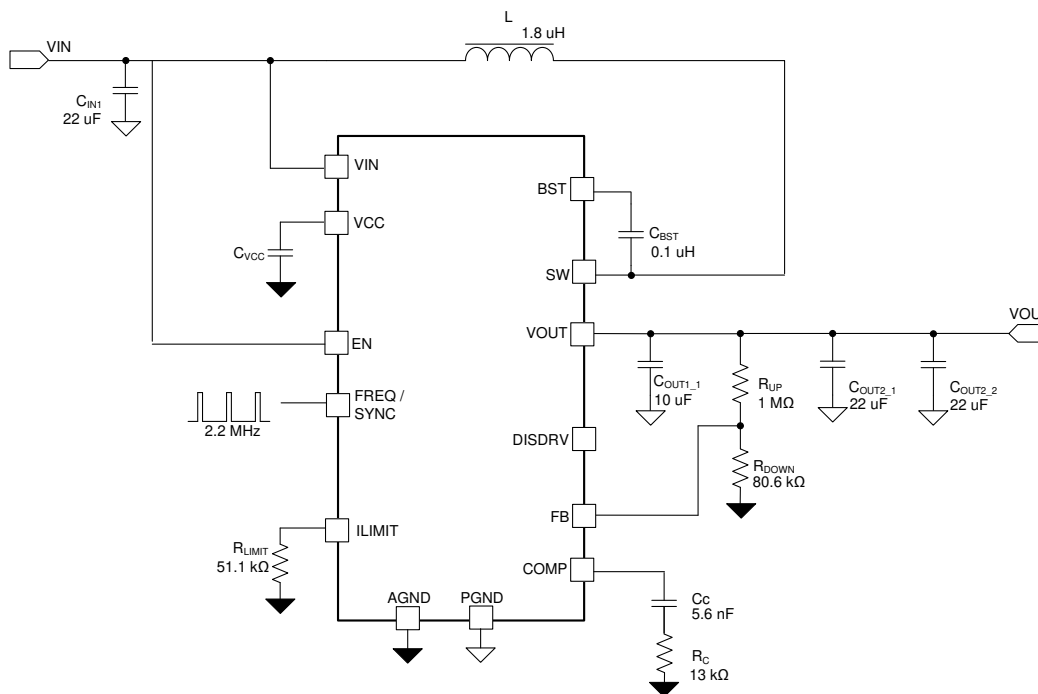 L
1.8 uH
VIN
CIN1
22 uF
VIN
BST
VCC
CBST
0.1 uH
CVCC
SW
VOUT
VOU
EN
COUT1_1
10 uF
RUP
1 MΩ
COUT2_1
22 uF
COUT2_2
22 uF
FREQ /
SYNC
2.2 MHz
DISDRV
RDOWN
80.6 kΩ
FB
ILIMIT
RLIMIT
51.1 kΩ
COMP
AGND
PGND
Cc
5.6 nF
RC
13 kΩ